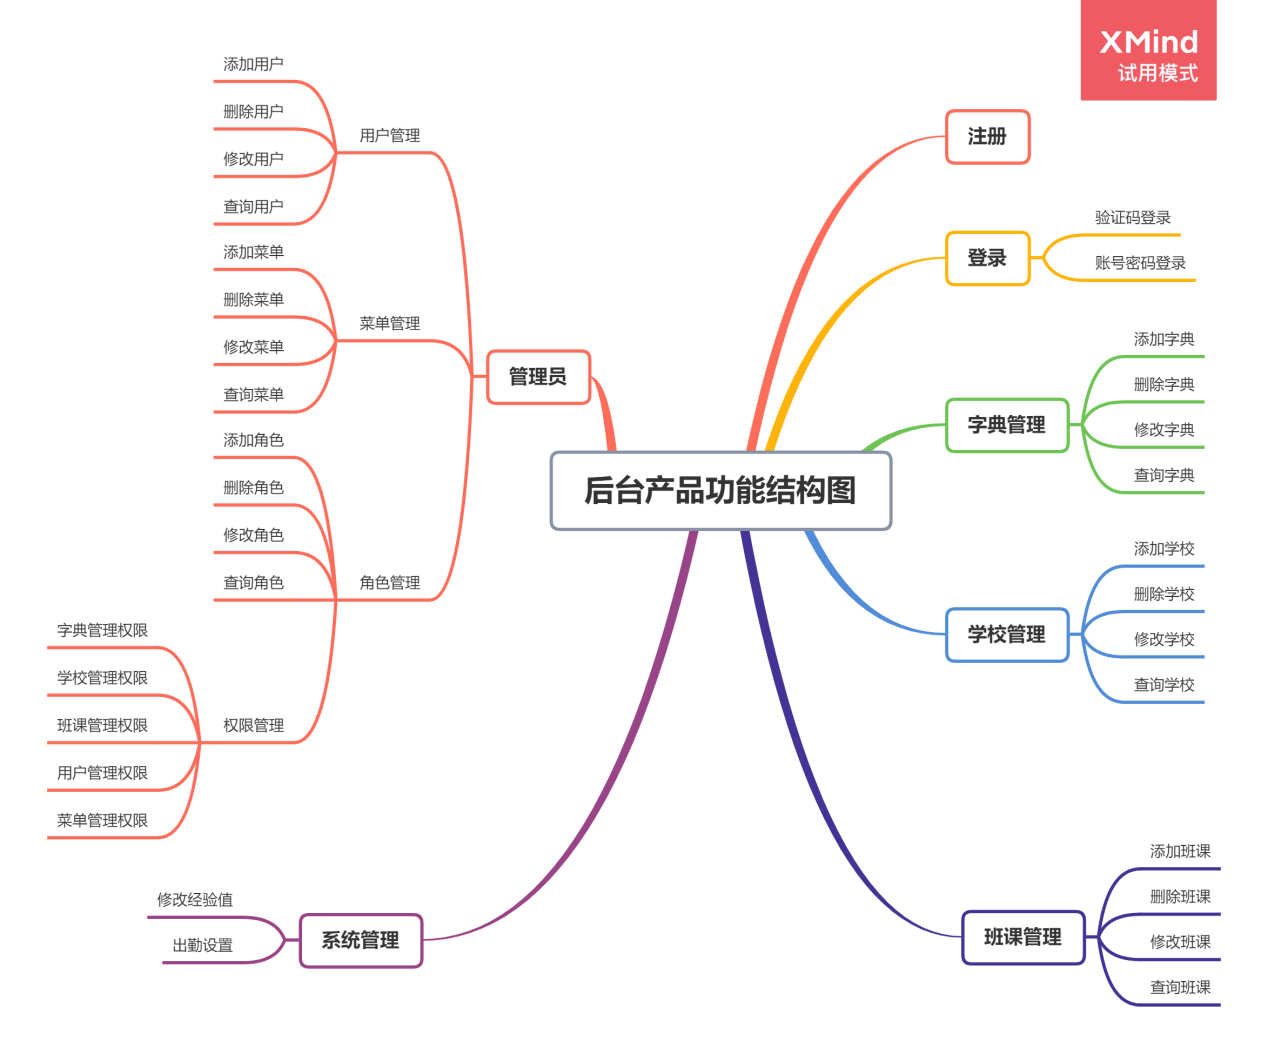 XMind
试用模式
后台产品功能结构图
注册
登录
验证码登录
账号密码登录
字典管理
添加字典
删除字典
修改字典
查询字典
学校管理
添加学校
删除学校
修改学校
查询学校
班课管理
添加班课
删除班课
修改班课
查询班课
管理员
用户管理
添加用户
删除用户
修改用户
查询用户
菜单管理
添加菜单
删除菜单
修改菜单
查询菜单
角色管理
添加角色
删除角色
修改角色
查询角色
权限管理
字典管理权限
学校管理权限
班课管理权限
用户管理权限
菜单管理权限
系统管理
修改经验值
出勤设置